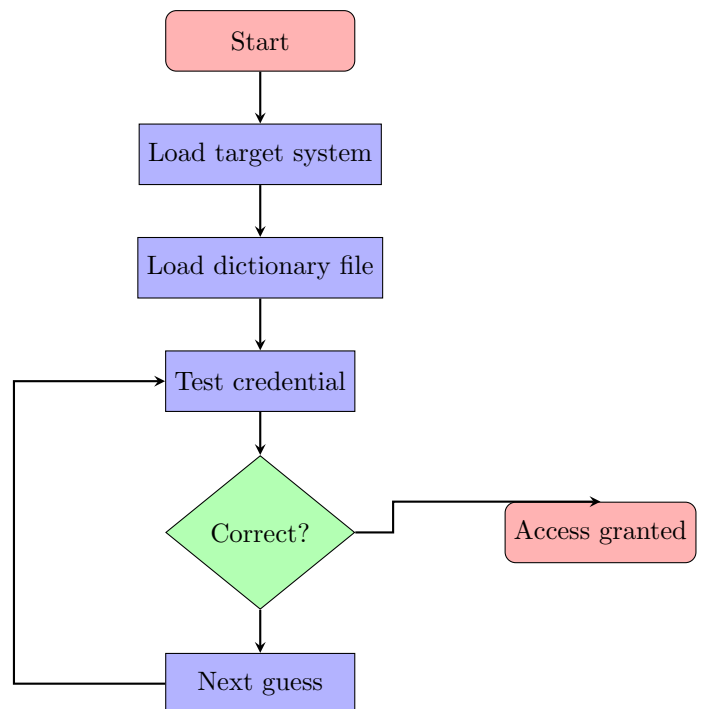 Start
Load target system
Load dictionary file
Test credential
Correct?
Access granted
Next guess